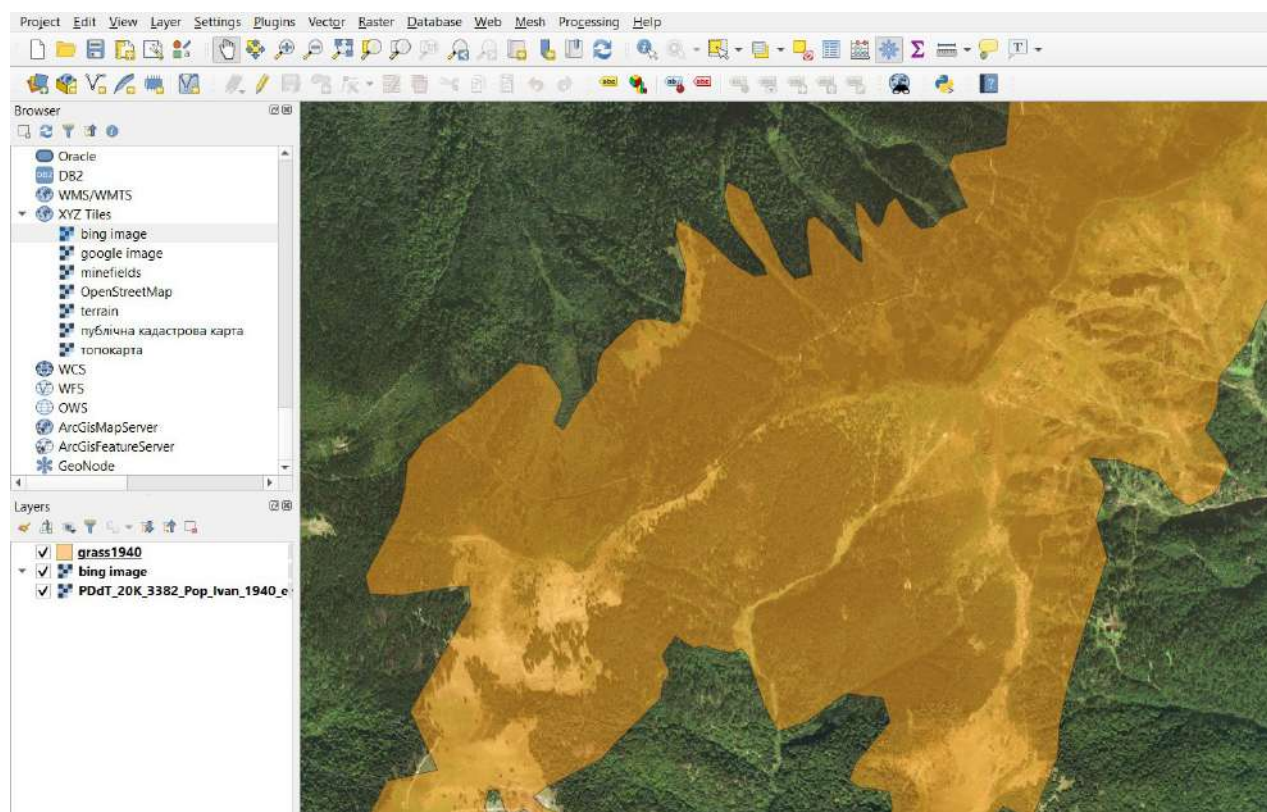 Project Edit View Layer Settings Plugins Vector Raster Database Web Mesh Processing Help
Browser
Oracle
DB2
WMS/WMTS
XYZ Tiles
bing image
google image
minefields
OpenStreetMap
terrain
публічна кадастрова карта
топокарта
WCS
WFS
OWS
ArcGisMapServer
ArcGisFeatureServer
GeoNode
Layers
grass1940
bing image
PDdT_20K_3382_Pop_Ivan_1940_e